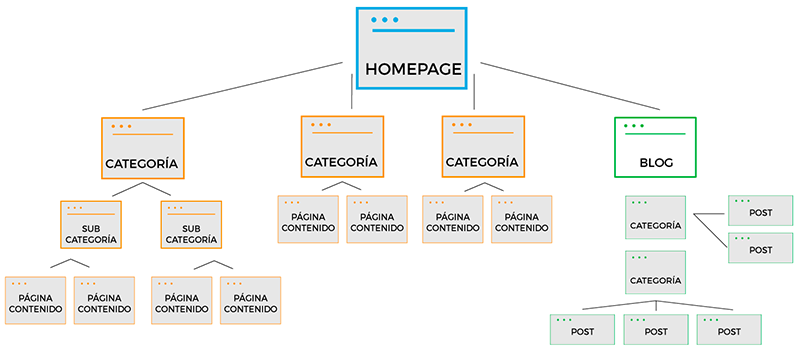 HOMEPAGE
CATEGORÍA
CATEGORÍA
CATEGORÍA
BLOG
SUB
CATEGORÍA
SUB
CATEGORÍA
PÁGINA
CONTENIDO
PÁGINA
CONTENIDO
PÁGINA
CONTENIDO
PÁGINA
CONTENIDO
PÁGINA
CONTENIDO
PÁGINA
CONTENIDO
PÁGINA
CONTENIDO
PÁGINA
CONTENIDO
CATEGORÍA
POST
POST
CATEGORÍA
POST
POST
POST